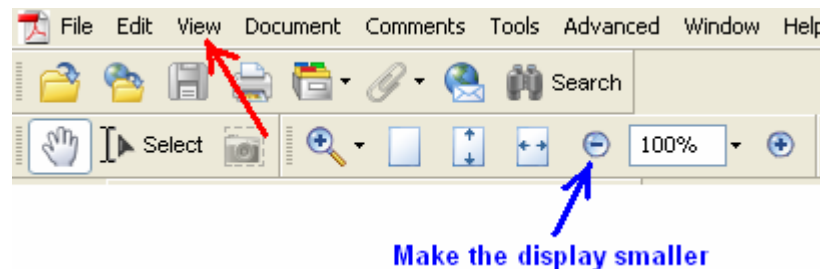 File Edit View Document Comments Tools Advanced Window Help
Search
Select 100%
Make the display smaller